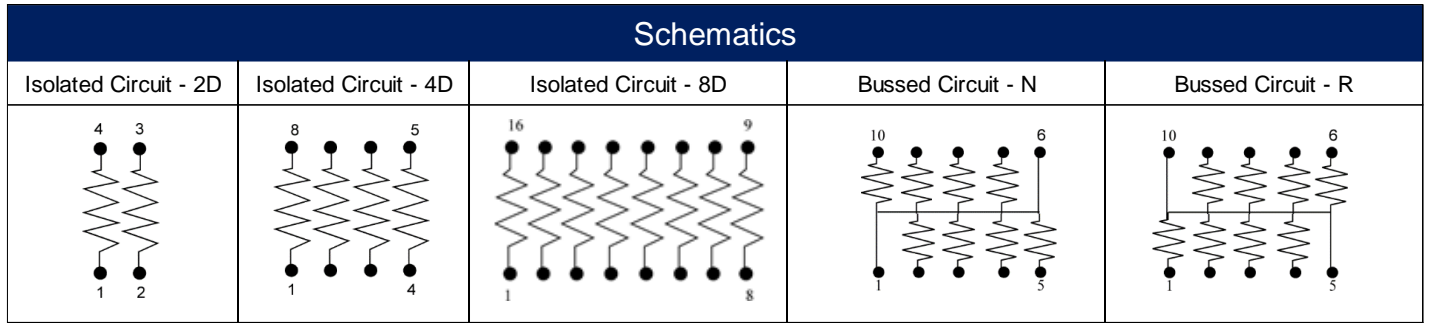 Schematics
Isolated Circuit - 2D
Isolated Circuit - 4D
Isolated Circuit - 8D
Bussed Circuit - N
Bussed Circuit - R
4 3
1 2
8 5
1 4
16 9
1 8
10 6
1 5
10 6
1 5